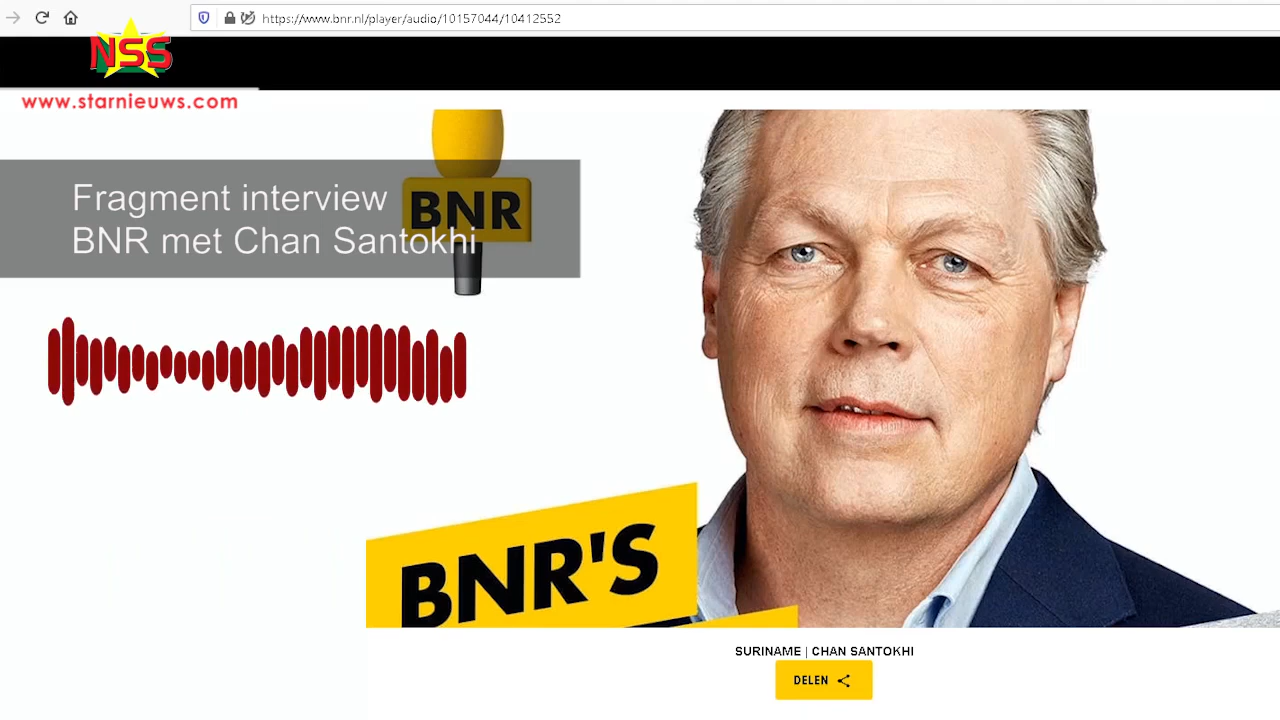 https://www.bnr.nl/player/audio/10157044/10412552
NSS
www.starnieuws.com
Fragment interview
BNR met Chan Santokhi
BNR
BNR'S
SURINAME | CHAN SANTOKHI
DELEN